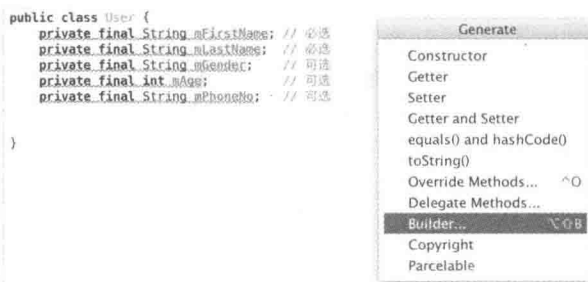 public class User {
private final String mFirstName; // 必选
private final String mLastName; // 必选
private final String mGender; // 可选
private final int mAge; // 可选
private final String mPhoneNo; // 可选
}
Generate
Constructor
Getter
Setter
Getter and Setter
equals() and hashCode()
toString()
Override Methods... ^O
Delegate Methods...
Builder... ⌥⇧B
Copyright
Parcelable